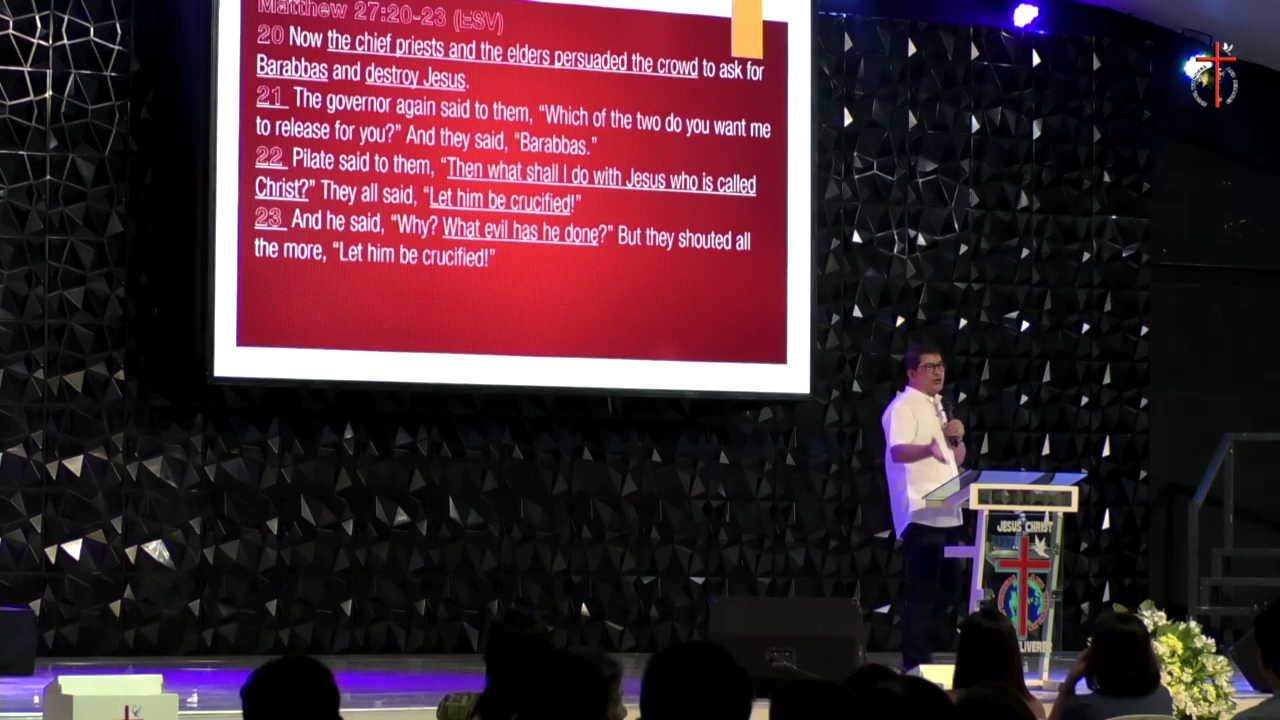 Matthew 27:20-23 (ESV)
20 Now the chief priests and the elders persuaded the crowd to ask for
Barabbas and destroy Jesus.
21 The governor again said to them, “Which of the two do you want me
to release for you?” And they said, “Barabbas.”
22 Pilate said to them, “Then what shall I do with Jesus who is called
Christ?” They all said, “Let him be crucified!”
23 And he said, “Why? What evil has he done?” But they shouted all
the more, “Let him be crucified!”
JESUS CHRIST